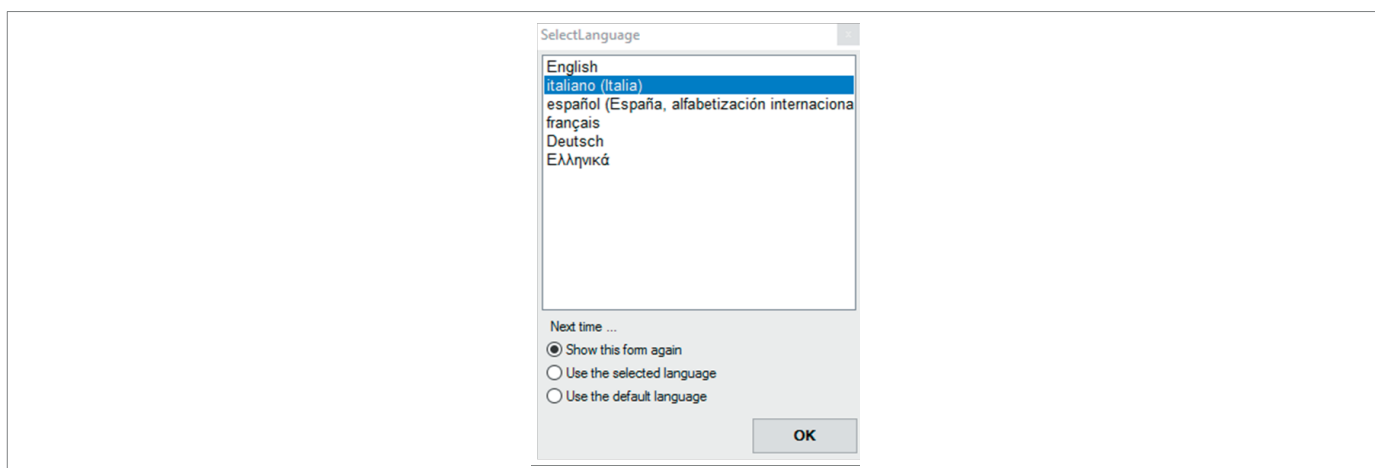 SelectLanguage
English
italiano (Italia)
español (España, alfabetización internaciona
français
Deutsch
Ελληνικά
Next time ...
Show this form again
Use the selected language
Use the default language
OK